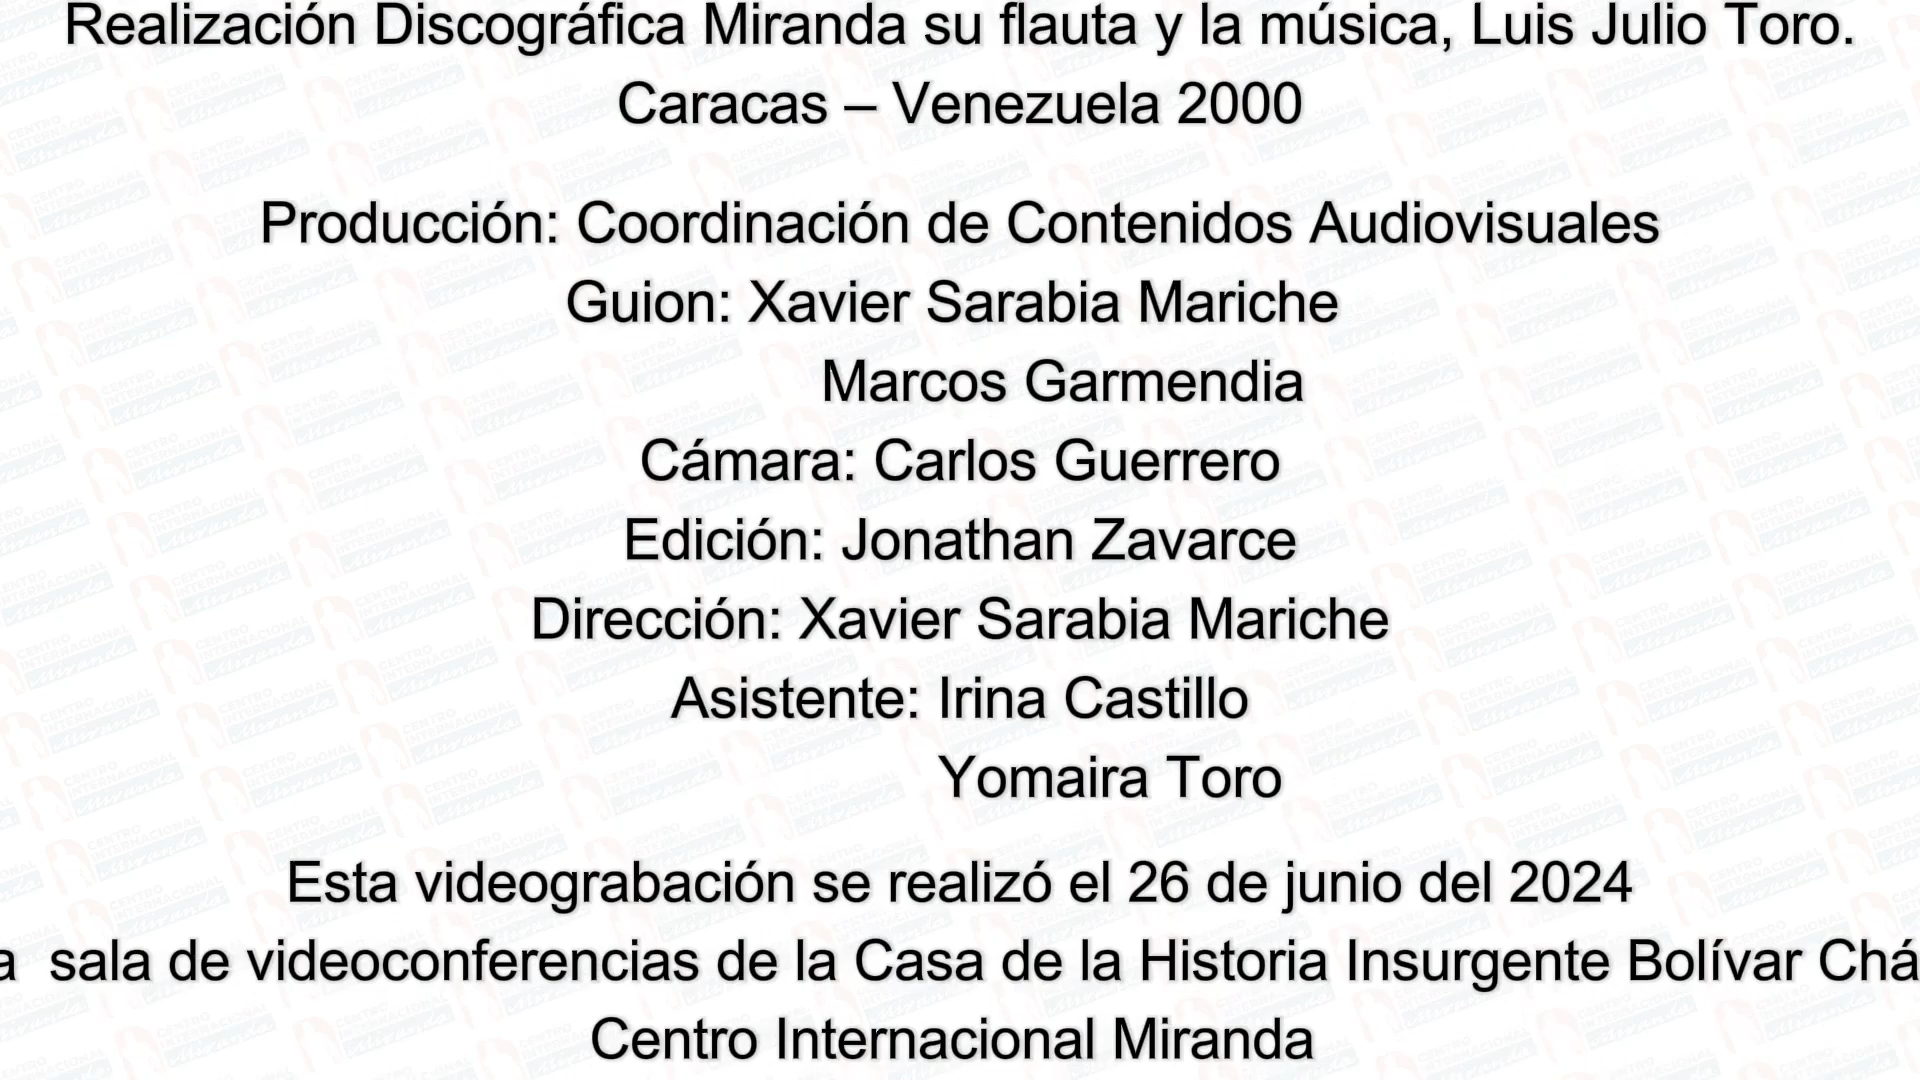 Realización Discográfica Miranda su flauta y la música, Luis Julio Toro.
Caracas – Venezuela 2000
Producción: Coordinación de Contenidos Audiovisuales
Guion: Xavier Sarabia Mariche
Marcos Garmendia
Cámara: Carlos Guerrero
Edición: Jonathan Zavarce
Dirección: Xavier Sarabia Mariche
Asistente: Irina Castillo
Yomaira Toro
Esta videograbación se realizó el 26 de junio del 2024
a sala de videoconferencias de la Casa de la Historia Insurgente Bolívar Chá
Centro Internacional Miranda